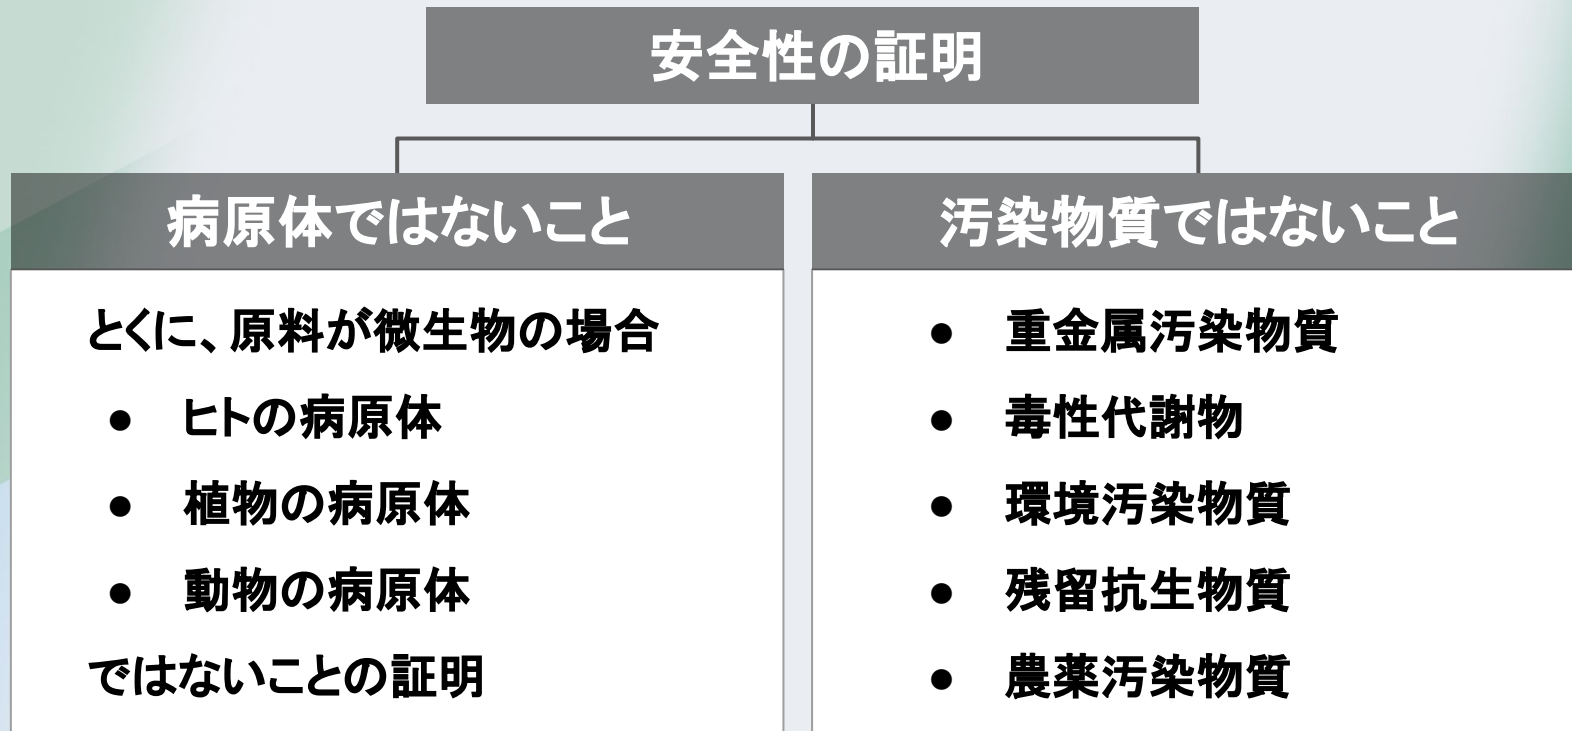 安全性の証明
病原体ではないこと
とくに、原料が微生物の場合
● ヒトの病原体
● 植物の病原体
● 動物の病原体
ではないことの証明
汚染物質ではないこと
● 重金属汚染物質
● 毒性代謝物
● 環境汚染物質
● 残留抗生物質
● 農薬汚染物質